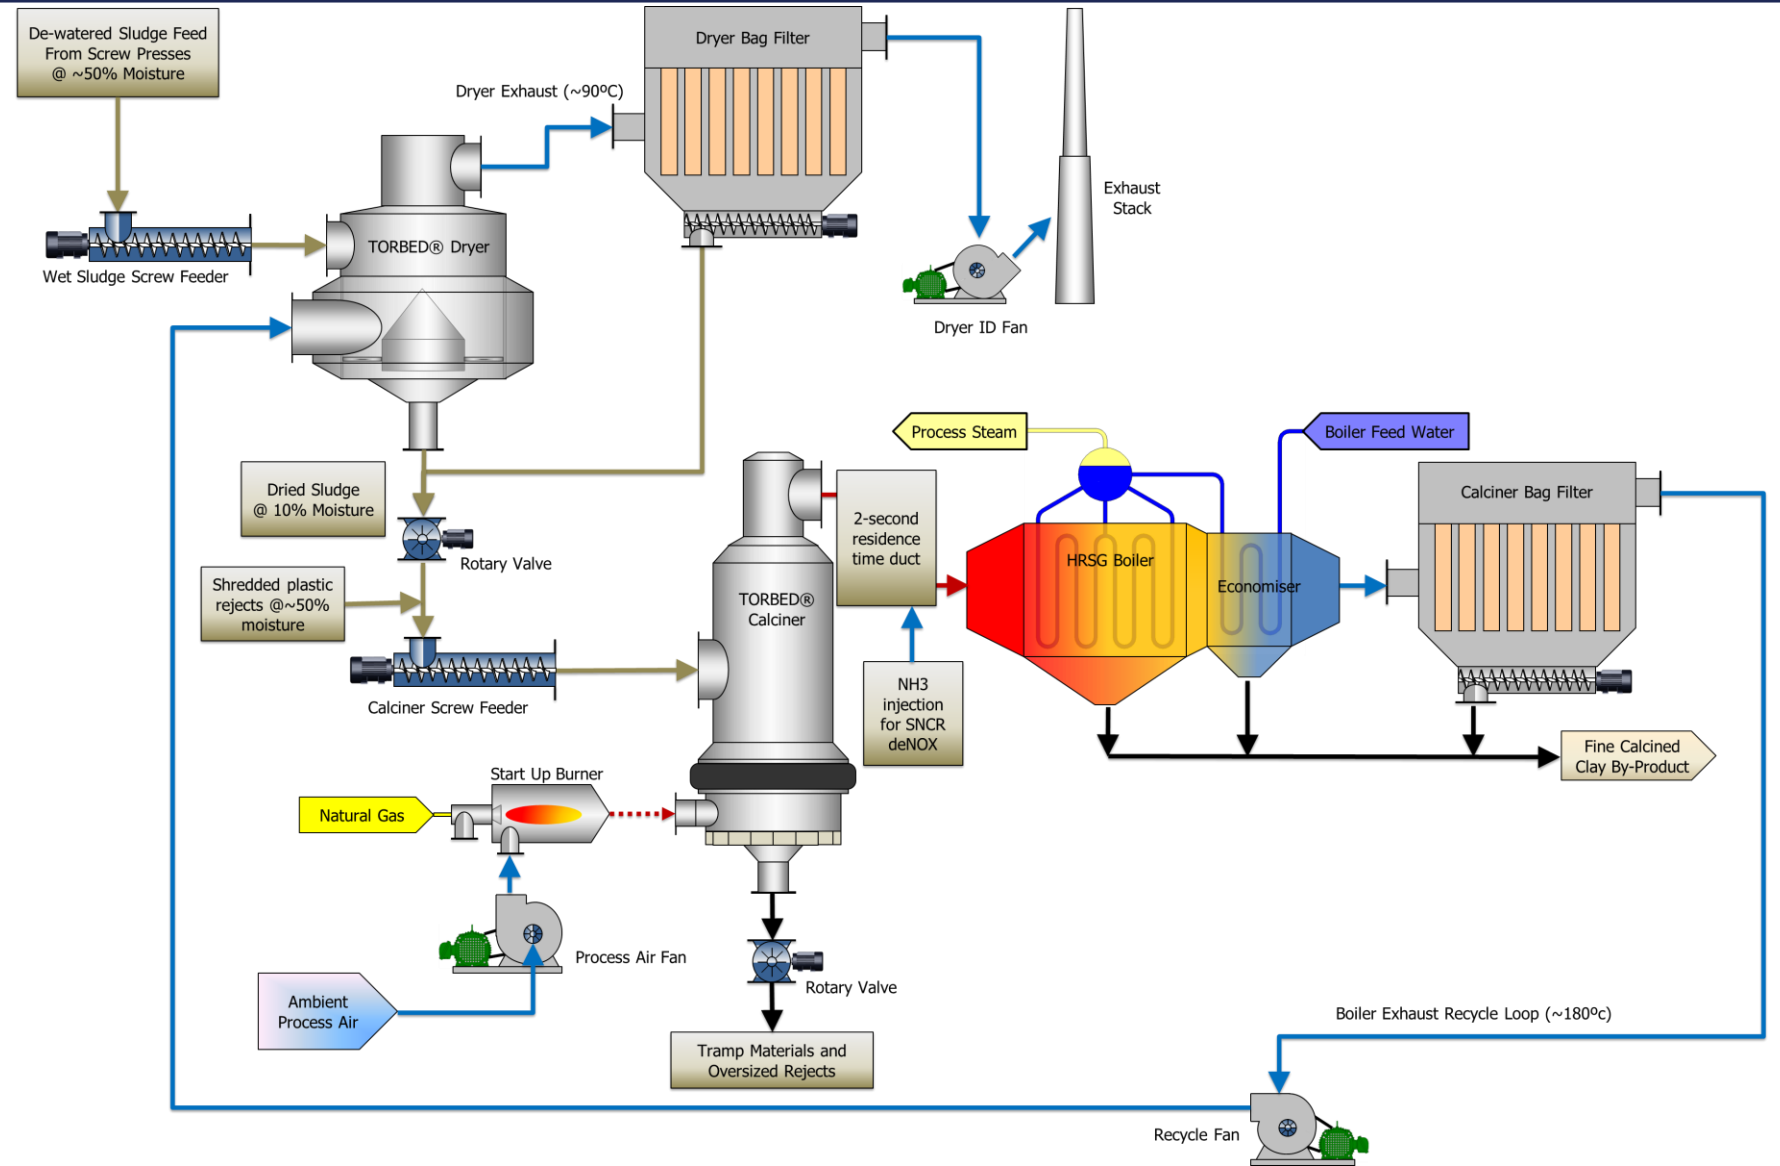 De-watered Sludge Feed
From Screw Presses
@ ~50% Moisture
Dryer Bag Filter
Dryer Exhaust (~90ºC)
Exhaust
Stack
TORBED® Dryer
Wet Sludge Screw Feeder
Dryer ID Fan
Process Steam
Boiler Feed Water
Dried Sludge
@ 10% Moisture
2-second
residence
time duct
Calciner Bag Filter
Rotary Valve
HRSG Boiler
Economiser
Shredded plastic
rejects @~50%
moisture
TORBED®
Calciner
Calciner Screw Feeder
NH3
injection
for SNCR
deNOX
Fine Calcined
Clay By-Product
Start Up Burner
Natural Gas
Process Air Fan
Ambient
Process Air
Rotary Valve
Boiler Exhaust Recycle Loop (~180ºc)
Tramp Materials and
Oversized Rejects
Recycle Fan